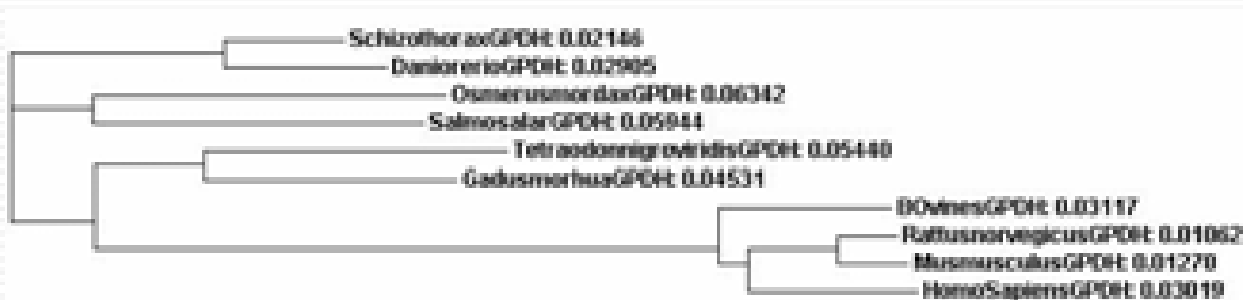 SchizothoraxGPDH: 0.02146
DaniorerioGPDH: 0.02905
OsmerusmordaxGPDH: 0.06342
SalmosalarGPDH: 0.05944
TetraodonnigroviridisGPDH: 0.05440
GadusmorhuaGPDH: 0.04531
BOvinesGPDH: 0.03117
RattusnorvegicusGPDH: 0.01062
MusmusculusGPDH: 0.01270
HomoSapiensGPDH: 0.03019